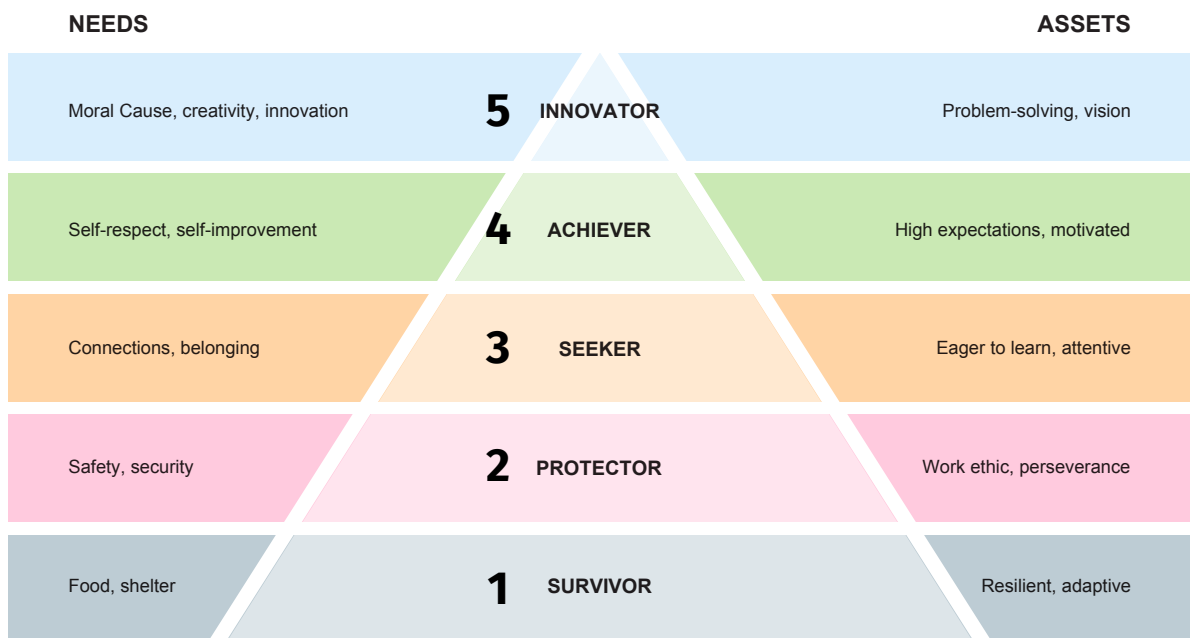 NEEDS ASSETS
Moral Cause, creativity, innovation 5 INNOVATOR Problem-solving, vision
Self-respect, self-improvement 4 ACHIEVER High expectations, motivated
Connections, belonging 3 SEEKER Eager to learn, attentive
Safety, security 2 PROTECTOR Work ethic, perseverance
Food, shelter 1 SURVIVOR Resilient, adaptive